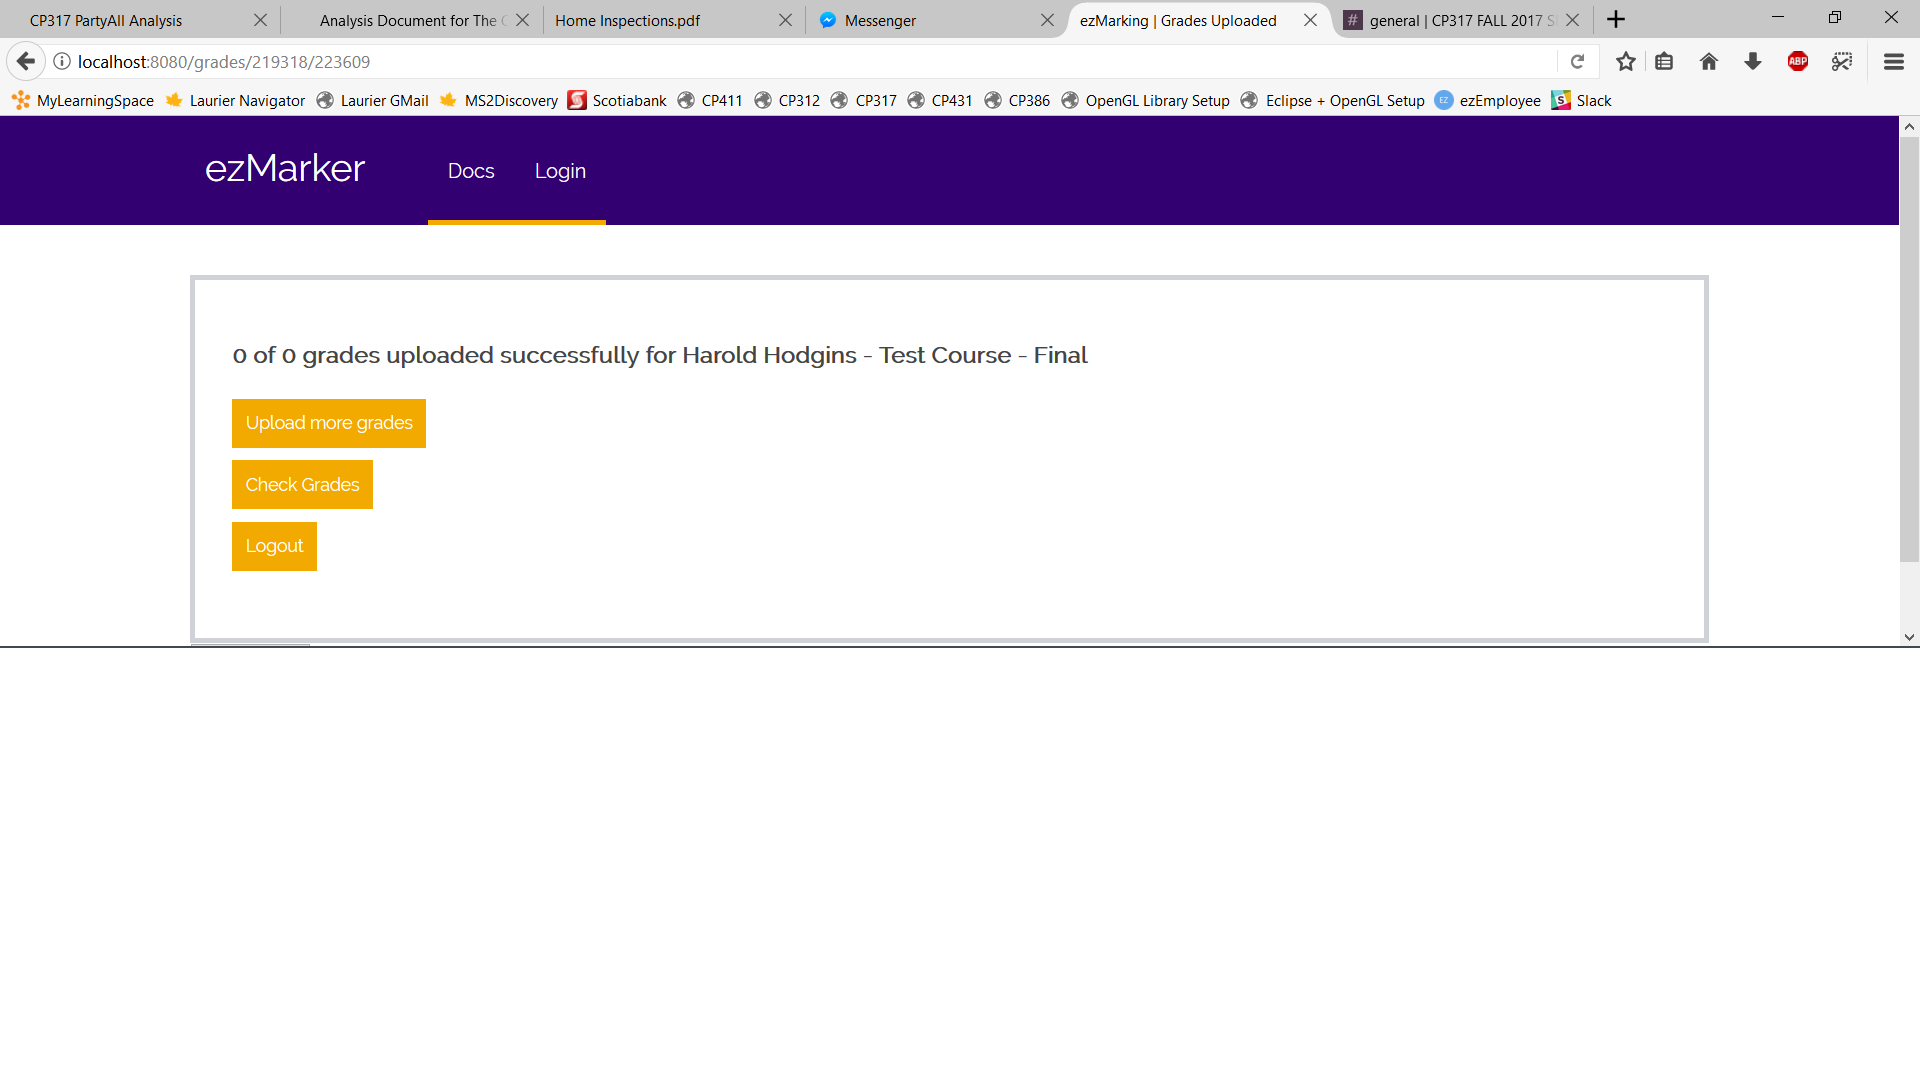 CP317 PartyAll Analysis
Analysis Document for The
Home Inspections.pdf
Messenger
ezMarking | Grades Uploaded
# general | CP317 FALL 2017
localhost:8080/grades/219318/223609
ABP
MyLearningSpace
Laurier Navigator
Laurier GMail
MS2Discovery
Scotiabank
CP411
CP312
CP317
CP431
CP386
OpenGL Library Setup
Eclipse + OpenGL Setup
EZ ezEmployee
S Slack
ezMarker
Docs
Login
0 of 0 grades uploaded successfully for Harold Hodgins - Test Course - Final
Upload more grades
Check Grades
Logout